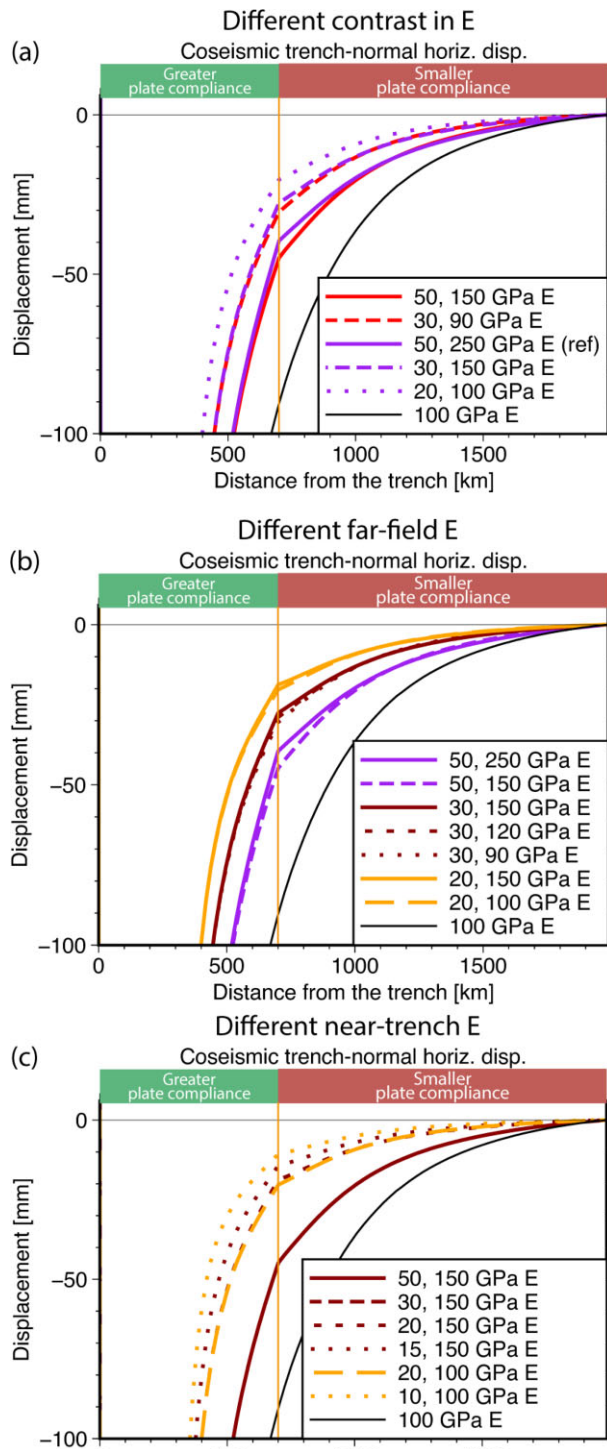 Different contrast in E
(a)
Coseismic trench-normal horiz. disp.
Greater
plate compliance
Smaller
plate compliance
0
−50
−100
Displacement [mm]
50, 150 GPa E
30, 90 GPa E
50, 250 GPa E (ref)
30, 150 GPa E
20, 100 GPa E
100 GPa E
0
500
1000
1500
Distance from the trench [km]
Different far-field E
(b)
Coseismic trench-normal horiz. disp.
Greater
plate compliance
Smaller
plate compliance
0
−50
−100
Displacement [mm]
50, 250 GPa E
50, 150 GPa E
30, 150 GPa E
30, 120 GPa E
30, 90 GPa E
20, 150 GPa E
20, 100 GPa E
100 GPa E
0
500
1000
1500
Distance from the trench [km]
Different near-trench E
(c)
Coseismic trench-normal horiz. disp.
Greater
plate compliance
Smaller
plate compliance
0
−50
−100
Displacement [mm]
50, 150 GPa E
30, 150 GPa E
20, 150 GPa E
15, 150 GPa E
20, 100 GPa E
10, 100 GPa E
100 GPa E